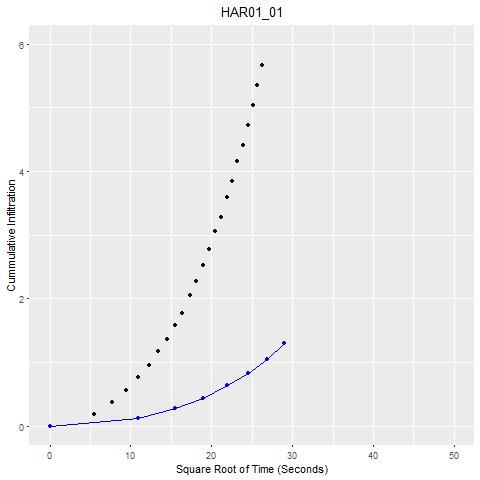 HAR01_01
Cummulative Infiltration
6
4
2
0
0 10 20 30 40 50
Square Root of Time (Seconds)